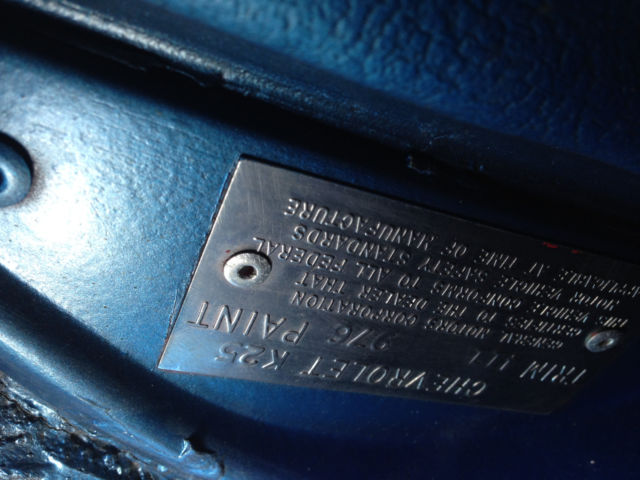 CHEVROLET K25
TRIM 976 PAINT
GENERAL MOTORS CORPORATION
CERTIFIES TO THE DEALER THAT
THIS VEHICLE CONFORMS TO ALL FEDERAL
MOTOR VEHICLE SAFETY STANDARDS
APPLICABLE AT TIME OF MANUFACTURE